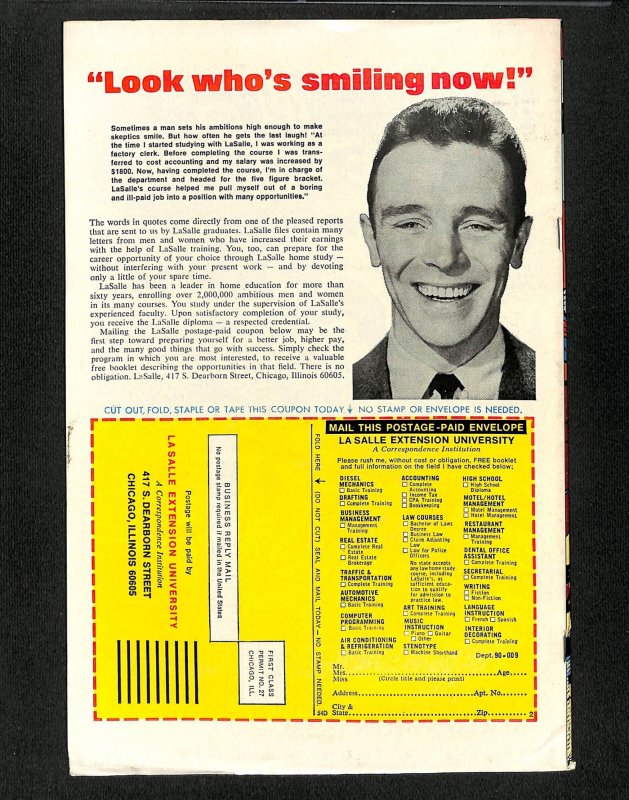 “Look who’s smiling now!”
Sometimes a man sets his ambitions high enough to make
skeptics smile. But how often he gets the last laugh! “At
the time I started studying with LaSalle, I was working as a
factory clerk. Before completing the course I was trans-
ferred to cost accounting and my salary was increased by
$1800. Now, having completed the course, I’m in charge of
the department and headed for the five figure bracket.
LaSalle’s course helped me pull myself out of a boring
and ill-paid job into a position with many opportunities.”
The words in quotes come directly from one of the pleased reports
that are sent to us by LaSalle graduates. LaSalle files contain many
letters from men and women who have increased their earnings
with the help of LaSalle training. You, too, can prepare for the
career opportunity of your choice through LaSalle home study —
without interfering with your present work — and by devoting
only a little of your spare time.
LaSalle has been a leader in home education for more than
sixty years, enrolling over 2,000,000 ambitious men and women
in its many courses. You study under the supervision of LaSalle’s
experienced faculty. Upon satisfactory completion of your study,
you receive the LaSalle diploma — a respected credential.
Mailing the LaSalle postage-paid coupon below may be the
first step toward preparing yourself for a better job, higher pay,
and the many good things that go with success. Simply check the
program in which you are most interested, to receive a valuable
free booklet describing the opportunities in that field. There is no
obligation. LaSalle, 417 S. Dearborn Street, Chicago, Illinois 60605.
CUT OUT, FOLD, STAPLE OR TAPE THIS COUPON TODAY. NO STAMP OR ENVELOPE IS NEEDED.
BUSINESS REPLY MAIL
No postage stamp required if mailed in the United States
FIRST CLASS
PERMIT NO. 27
CHICAGO, ILL
Postage will be paid by
LA SALLE EXTENSION UNIVERSITY
A Correspondence Institution
417 S. DEARBORN STREET
CHICAGO, ILLINOIS 60605
FOLD HERE (DO NOT CUT) SEAL AND MAIL TODAY—NO STAMP NEEDED.
54D
MAIL THIS POSTAGE-PAID ENVELOPE
LA SALLE EXTENSION UNIVERSITY
A Correspondence Institution
Please rush me, without cost or obligation, FREE booklet
and full information on the field I have checked below:
DIESEL
MECHANICS
Basic Training
DRAFTING
Complete Training
BUSINESS
MANAGEMENT
Management
Training
REAL ESTATE
Complete Real
Estate
Real Estate
Brokerage
TRAFFIC &
TRANSPORTATION
Complete Training
AUTOMOTIVE
MECHANICS
Basic Training
COMPUTER
PROGRAMMING
Basic Training
AIR CONDITIONING
& REFRIGERATION
Basic Training
ACCOUNTING
Complete
Accounting
Income Tax
CPA Training
Bookkeeping
LAW COURSES
Bachelor of Laws
Degree
Business Law
Claim Adjusting
Law
Law for Police
Officers
No state accepts
any law home study
course, including
LaSalle’s, as
sufficient educa-
tion to qualify
for admission to
practice law.
ART TRAINING
Complete Training
MUSIC
INSTRUCTION
Piano Guitar
Other
STENOTYPE
Machine Shorthand
HIGH SCHOOL
High School
Diploma
MOTEL/HOTEL
MANAGEMENT
Motel Management
Hotel Management
RESTAURANT
MANAGEMENT
Management
Training
DENTAL OFFICE
ASSISTANT
Complete Training
SECRETARIAL
Complete Training
WRITING
Fiction
Non-Fiction
LANGUAGE
INSTRUCTION
French Spanish
INTERIOR
DECORATING
Complete Training
Dept. 90-009
Mr.
Mrs. Age
Miss (Circle title and please print)
Address Apt. No.
City &
State Zip 2